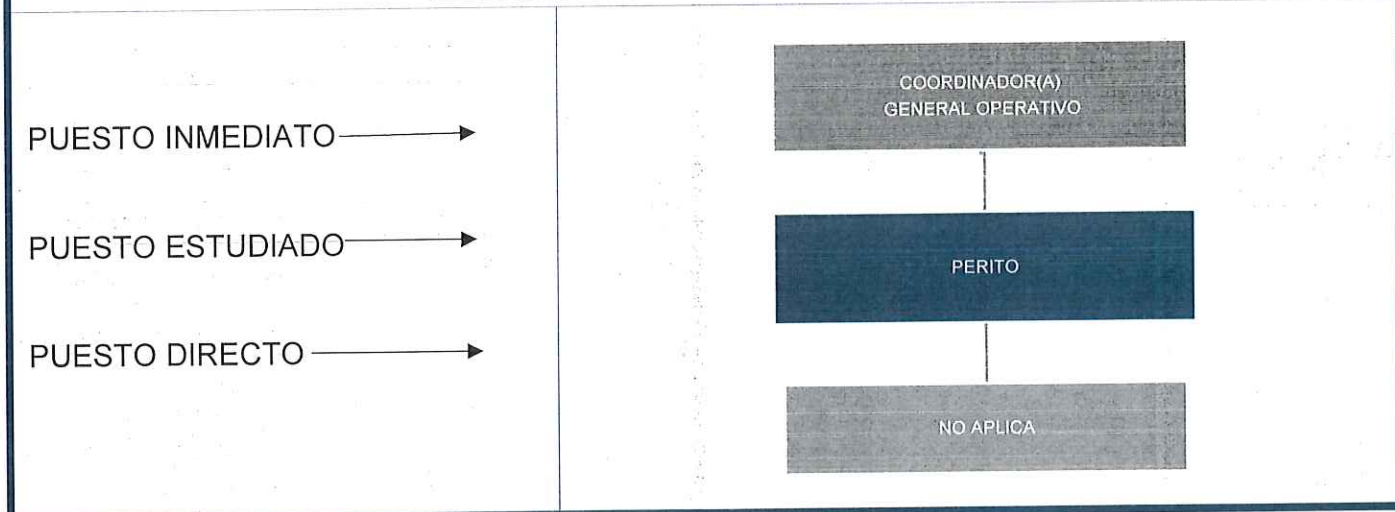 PUESTO INMEDIATO
COORDINADOR(A)
GENERAL OPERATIVO
PUESTO ESTUDIADO
PERITO
PUESTO DIRECTO
NO APLICA